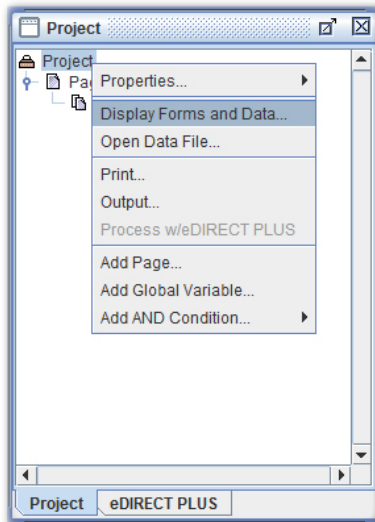 Project
Project
Properties...
Display Forms and Data...
Open Data File...
Print...
Output...
Process w/eDIRECT PLUS
Add Page...
Add Global Variable...
Add AND Condition...
Project
eDIRECT PLUS